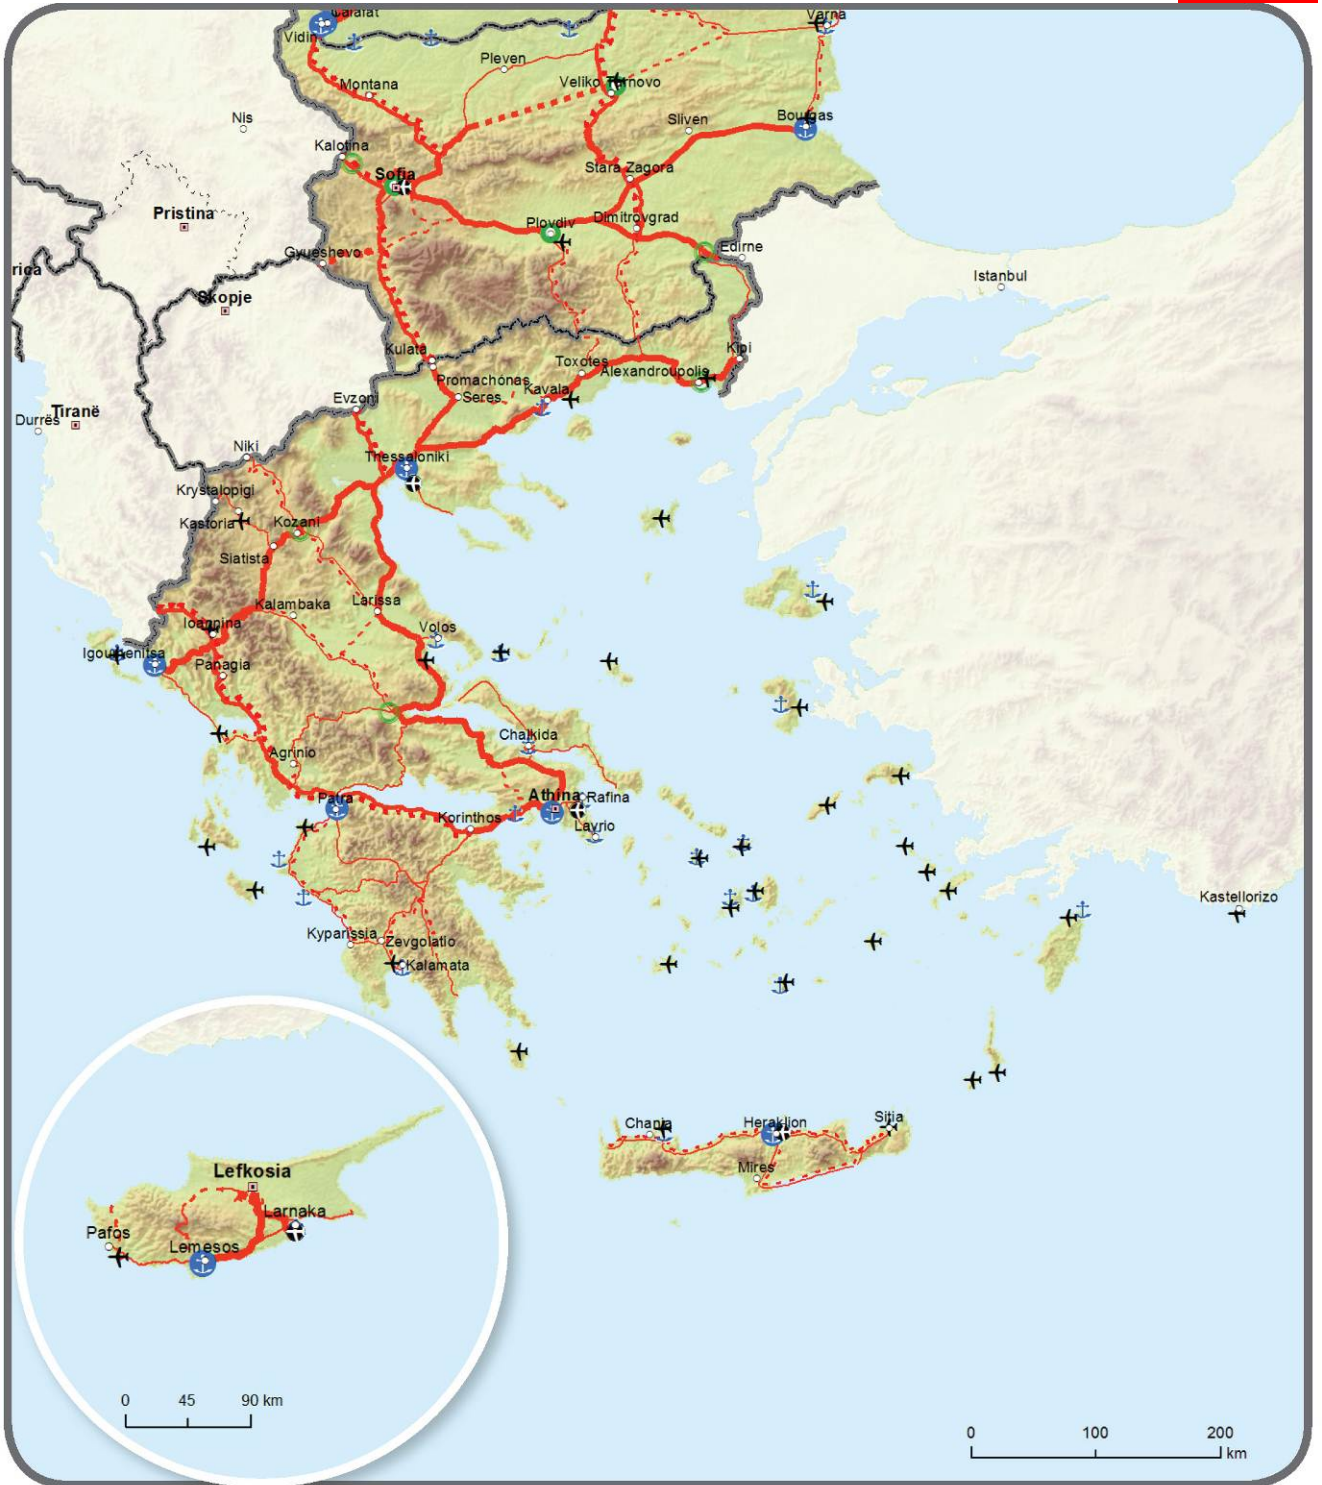 Calafat
Varna
Vidin
Pleven
Montana
Veliko Tarnovo
Nis
Sliven
Bourgas
Kalotina
Sofia
Stara Zagora
Pristina
Plovdiv
Dimitrovgrad
Gyueshevo
Edirne
rica
Istanbul
Skopje
Kulata
Kipi
Toxotes
Promachonas
Alexandroupolis
Evzoni
Seres
Kavala
Tiranë
Durrës
Niki
Thessaloniki
Krystalopigi
Kastoria
Kozani
Siatista
Kalambaka
Larissa
Ioannina
Volos
Igoumenitsa
Panagia
Chalkida
Agrinio
Patra
Athina
Rafina
Korinthos
Lavrio
Kastellorizo
Kyparissia
Zevgolatio
Kalamata
Chania
Heraklion
Sitia
Mires
Lefkosia
Larnaka
Pafos
Lemesos
0 45 90 km
0 100 200
km